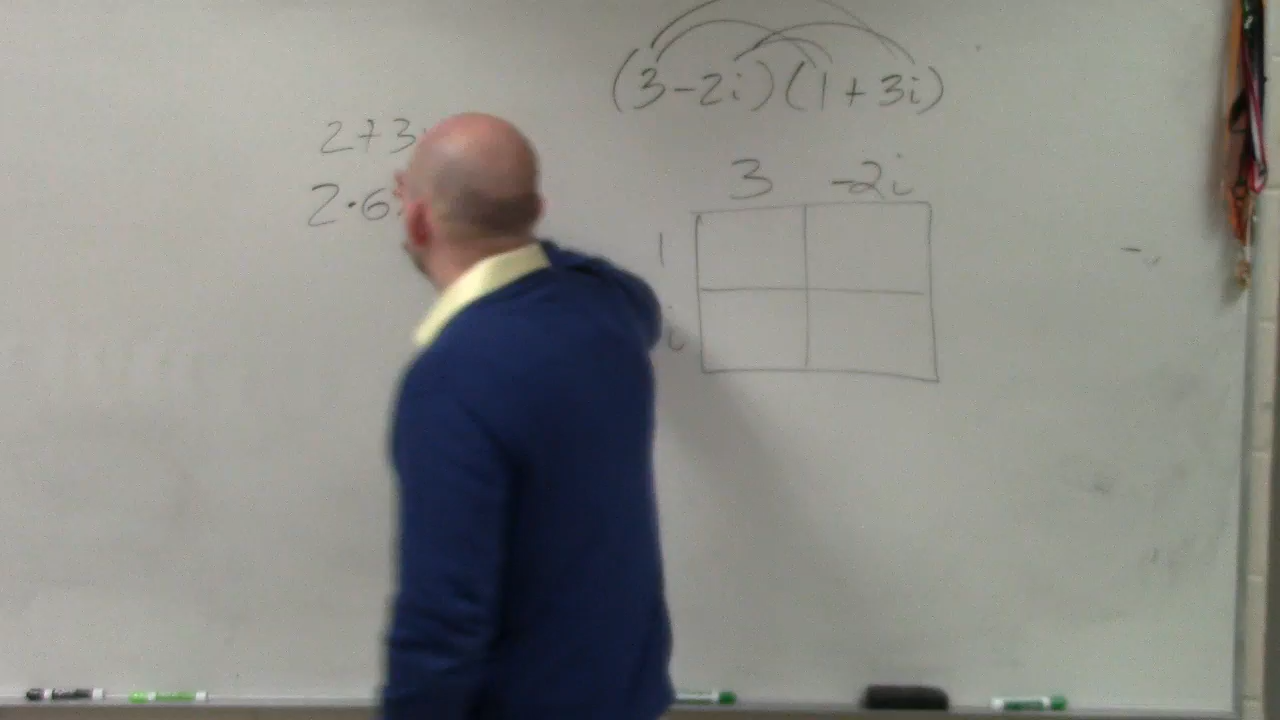 (3-2i)(1+3i)
2+3
2·6
3 -2i
1
i